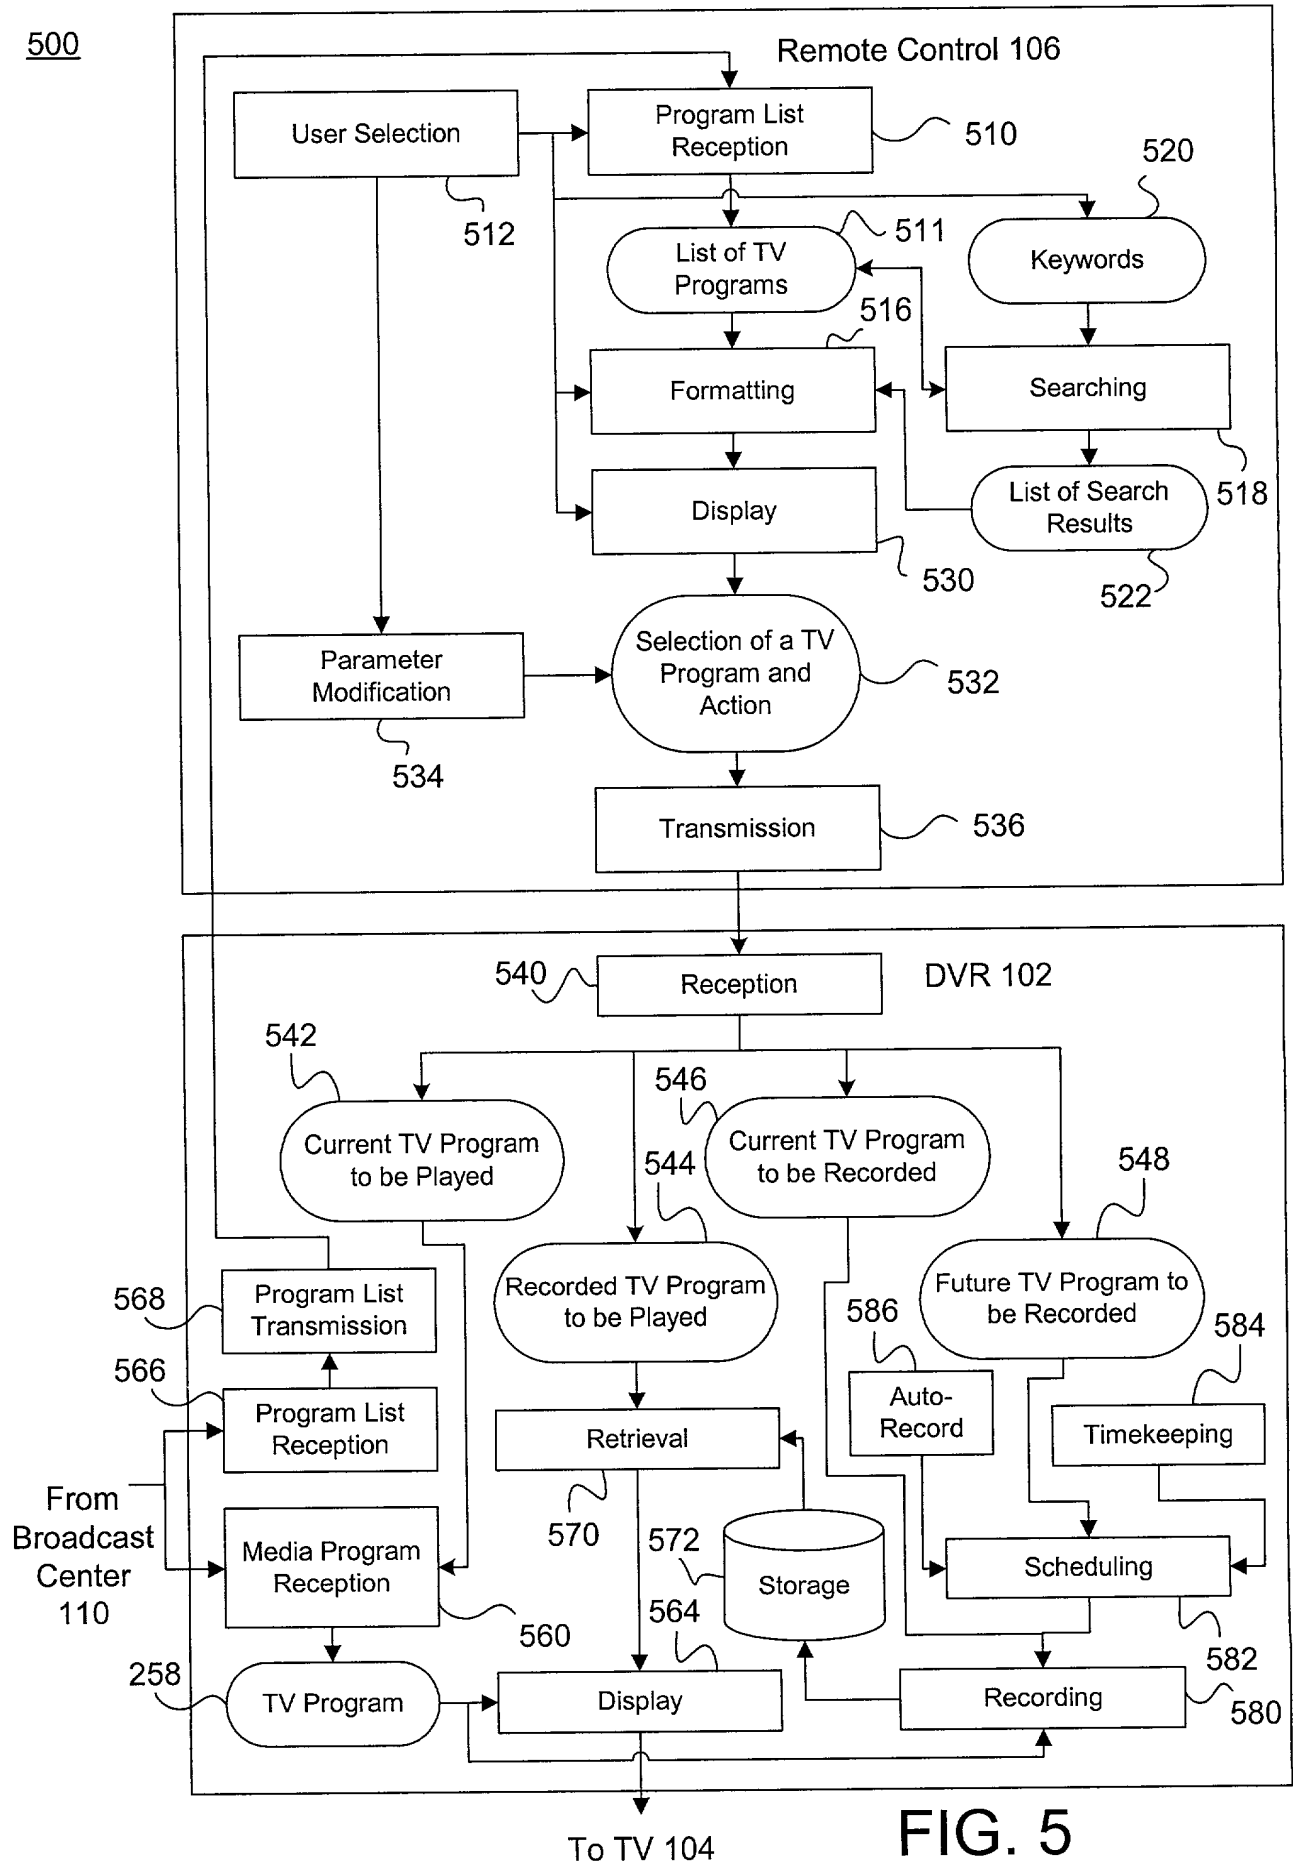 500
Remote Control 106
User Selection
512
Program List
Reception
510
520
List of TV
Programs
511
Keywords
516
Formatting
Searching
518
Display
530
List of Search
Results
522
Parameter
Modification
534
Selection of a TV
Program and
Action
532
Transmission
536
DVR 102
540
Reception
542
Current TV Program
to be Played
546
Current TV Program
to be Recorded
544
548
Recorded TV Program
to be Played
Future TV Program to
be Recorded
568
Program List
Transmission
586
584
566
Program List
Reception
Retrieval
570
Auto-
Record
Timekeeping
From
Broadcast
Center
110
Media Program
Reception
560
572
Storage
Scheduling
582
564
258
TV Program
Display
Recording
580
To TV 104
FIG. 5